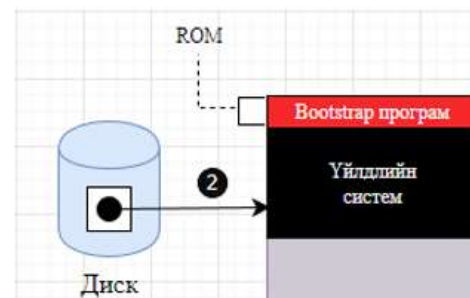 ROM
Bootstrap програм
Үйлдлийн
систем
2
Диск